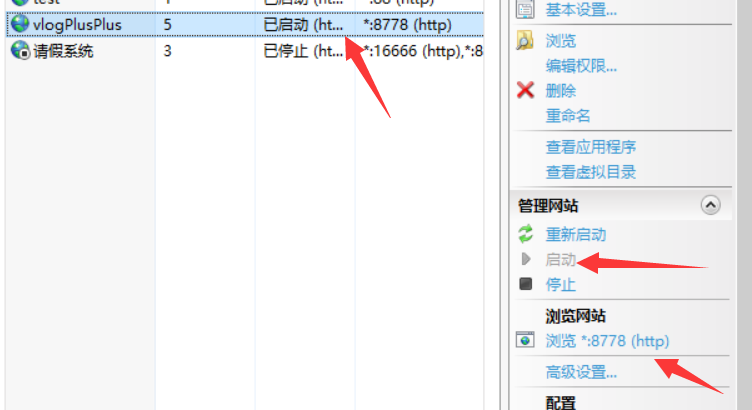 test 1 已启动 (ht... *:88 (http)
vlogPlusPlus 5 已启动 (ht... *:8778 (http)
请假系统 3 已停止 (ht... *:16666 (http),*:8
基本设置...
浏览
编辑权限...
删除
重命名
查看应用程序
查看虚拟目录
管理网站
重新启动
启动
停止
浏览网站
浏览 *:8778 (http)
高级设置...
配置